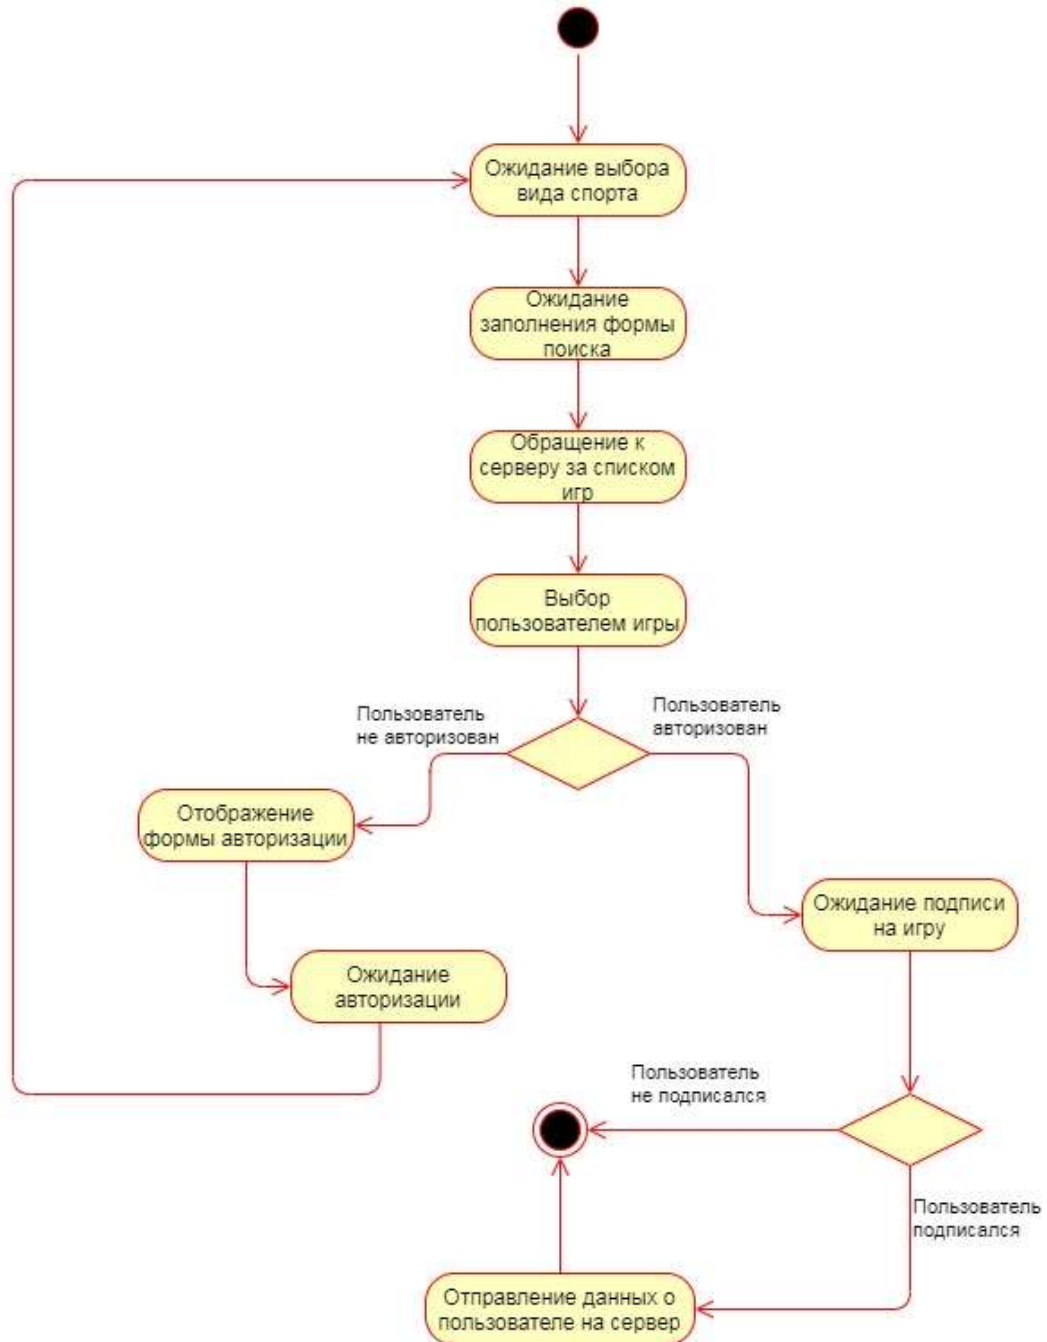 Ожидание выбора
вида спорта
Ожидание
заполнения формы
поиска
Обращение к
серверу за списком
игр
Выбор
пользователем игры
Пользователь
не авторизован
Пользователь
авторизован
Отображение
формы авторизации
Ожидание подписи
на игру
Ожидание
авторизации
Пользователь
не подписался
Пользователь
подписался
Отправление данных о
пользователе на сервер